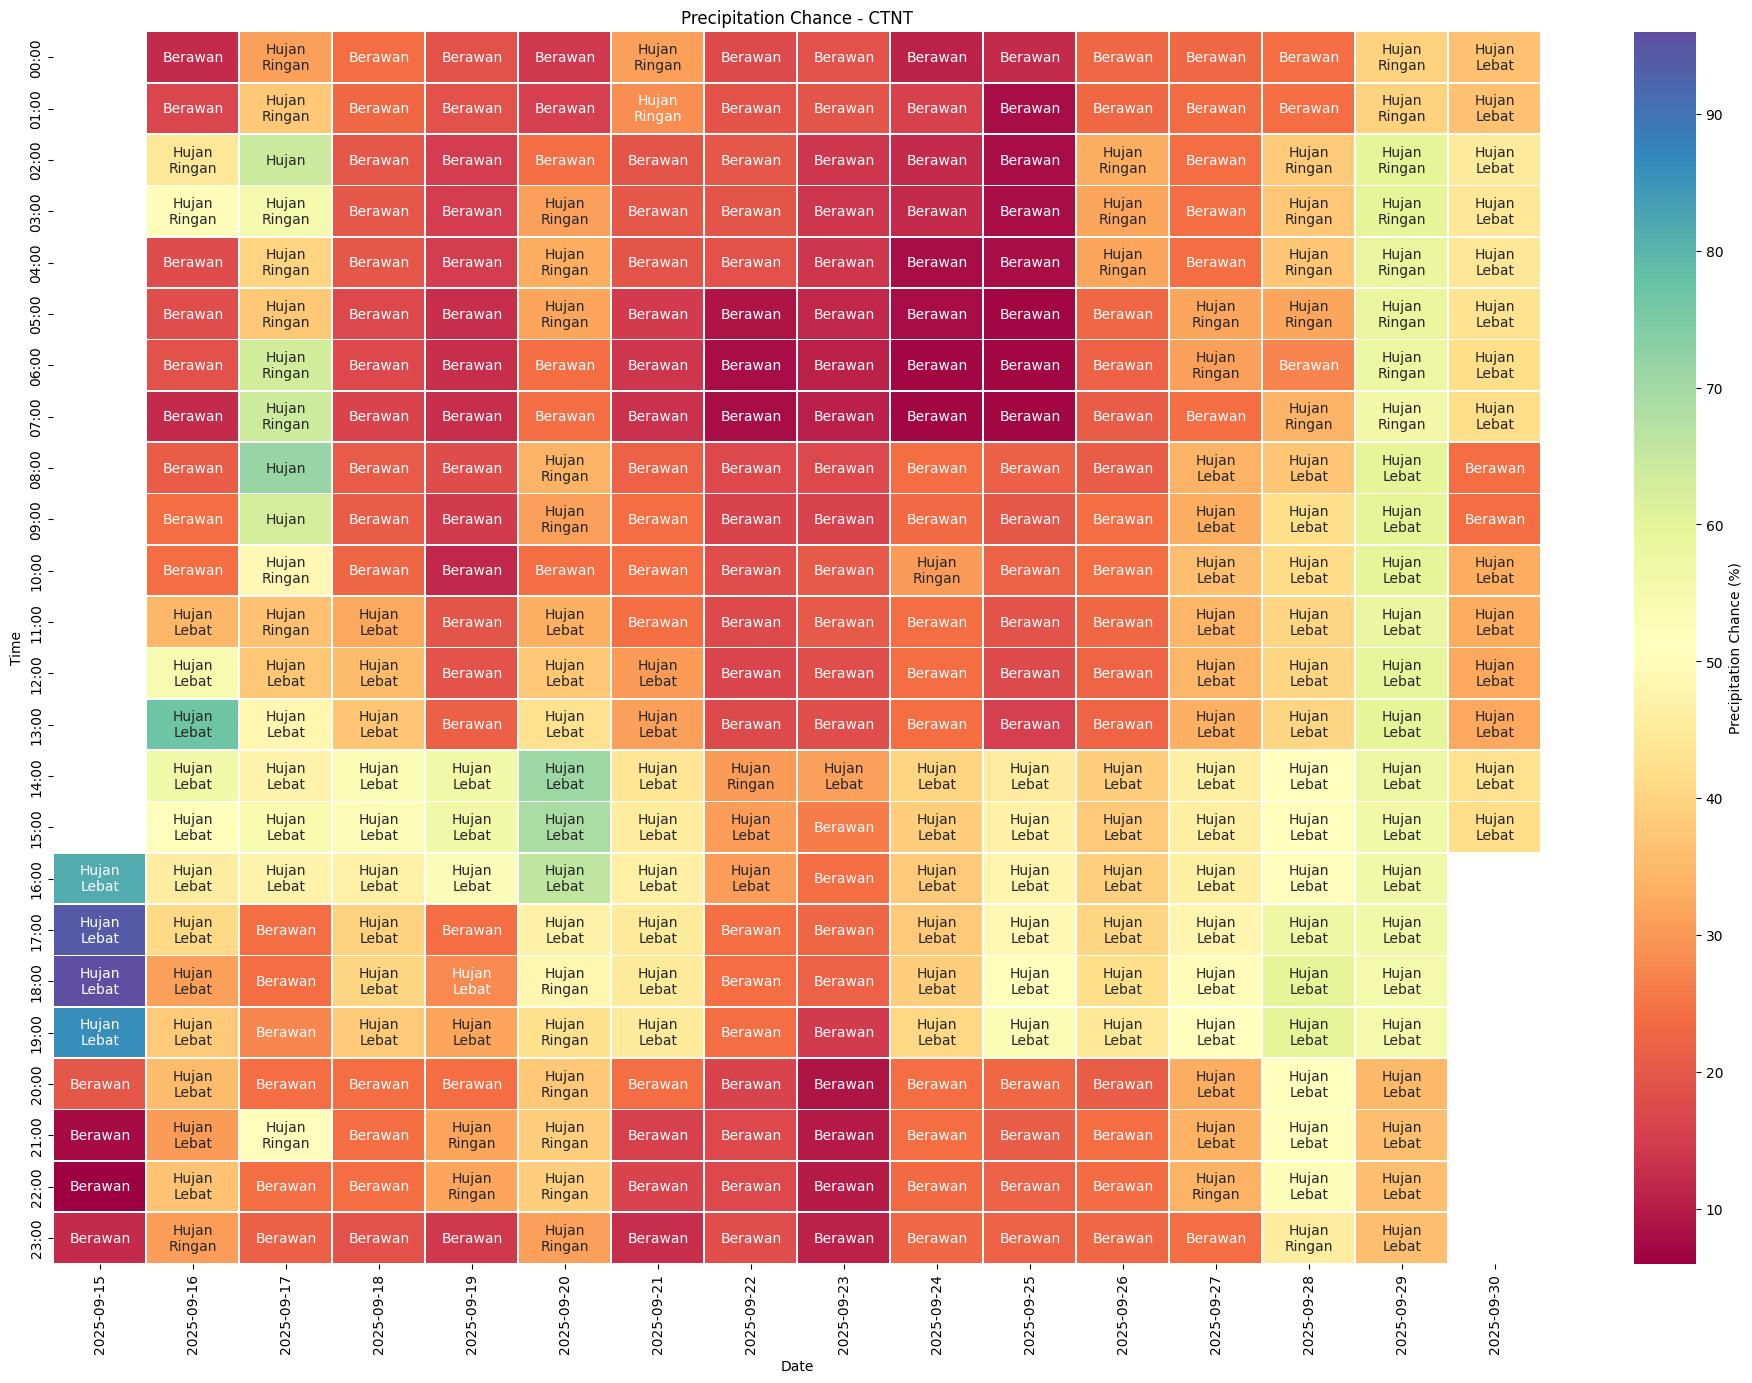 Precipitation Chance - CTNT
Time
00:00 Berawan Hujan Ringan Berawan Berawan Berawan Hujan Ringan Berawan Berawan Berawan Berawan Berawan Berawan Berawan Hujan Ringan Hujan Lebat
01:00 Berawan Hujan Ringan Berawan Berawan Berawan Hujan Ringan Berawan Berawan Berawan Berawan Berawan Berawan Berawan Hujan Ringan Hujan Lebat
02:00 Hujan Ringan Hujan Berawan Berawan Berawan Berawan Berawan Berawan Berawan Berawan Hujan Ringan Berawan Hujan Ringan Hujan Ringan Hujan Lebat
03:00 Hujan Ringan Hujan Ringan Berawan Berawan Hujan Ringan Berawan Berawan Berawan Berawan Berawan Hujan Ringan Berawan Hujan Ringan Hujan Ringan Hujan Lebat
04:00 Berawan Hujan Ringan Berawan Berawan Hujan Ringan Berawan Berawan Berawan Berawan Berawan Hujan Ringan Berawan Hujan Ringan Hujan Ringan Hujan Lebat
05:00 Berawan Hujan Ringan Berawan Berawan Hujan Ringan Berawan Berawan Berawan Berawan Berawan Berawan Hujan Ringan Hujan Ringan Hujan Ringan Hujan Lebat
06:00 Berawan Hujan Ringan Berawan Berawan Berawan Berawan Berawan Berawan Berawan Berawan Berawan Hujan Ringan Berawan Hujan Ringan Hujan Lebat
07:00 Berawan Hujan Ringan Berawan Berawan Berawan Berawan Berawan Berawan Berawan Berawan Berawan Berawan Hujan Ringan Hujan Ringan Hujan Lebat
08:00 Berawan Hujan Berawan Berawan Hujan Ringan Berawan Berawan Berawan Berawan Berawan Berawan Hujan Lebat Hujan Lebat Hujan Lebat Berawan
09:00 Berawan Hujan Berawan Berawan Hujan Ringan Berawan Berawan Berawan Berawan Berawan Berawan Hujan Lebat Hujan Lebat Hujan Lebat Berawan
10:00 Berawan Hujan Ringan Berawan Berawan Berawan Berawan Berawan Berawan Hujan Ringan Berawan Berawan Hujan Lebat Hujan Lebat Hujan Lebat Hujan Lebat
11:00 Hujan Lebat Hujan Ringan Hujan Lebat Berawan Hujan Lebat Berawan Berawan Berawan Berawan Berawan Berawan Hujan Lebat Hujan Lebat Hujan Lebat Hujan Lebat
12:00 Hujan Lebat Hujan Lebat Hujan Lebat Berawan Hujan Lebat Hujan Lebat Berawan Berawan Berawan Berawan Berawan Hujan Lebat Hujan Lebat Hujan Lebat Hujan Lebat
13:00 Hujan Lebat Hujan Lebat Hujan Lebat Berawan Hujan Lebat Hujan Lebat Berawan Berawan Berawan Berawan Berawan Hujan Lebat Hujan Lebat Hujan Lebat Hujan Lebat
14:00 Hujan Lebat Hujan Lebat Hujan Lebat Hujan Lebat Hujan Lebat Hujan Lebat Hujan Ringan Hujan Lebat Hujan Lebat Hujan Lebat Hujan Lebat Hujan Lebat Hujan Lebat Hujan Lebat Hujan Lebat
15:00 Hujan Lebat Hujan Lebat Hujan Lebat Hujan Lebat Hujan Lebat Hujan Lebat Hujan Lebat Berawan Hujan Lebat Hujan Lebat Hujan Lebat Hujan Lebat Hujan Lebat Hujan Lebat Hujan Lebat
16:00 Hujan Lebat Hujan Lebat Hujan Lebat Hujan Lebat Hujan Lebat Hujan Lebat Hujan Lebat Hujan Lebat Berawan Hujan Lebat Hujan Lebat Hujan Lebat Hujan Lebat Hujan Lebat Hujan Lebat
17:00 Hujan Lebat Hujan Lebat Berawan Hujan Lebat Berawan Hujan Lebat Hujan Lebat Berawan Berawan Hujan Lebat Hujan Lebat Hujan Lebat Hujan Lebat Hujan Lebat Hujan Lebat
18:00 Hujan Lebat Hujan Lebat Berawan Hujan Lebat Hujan Lebat Hujan Ringan Hujan Lebat Berawan Berawan Hujan Lebat Hujan Lebat Hujan Lebat Hujan Lebat Hujan Lebat Hujan Lebat
19:00 Hujan Lebat Hujan Lebat Berawan Hujan Lebat Hujan Lebat Hujan Ringan Hujan Lebat Berawan Berawan Hujan Lebat Hujan Lebat Hujan Lebat Hujan Lebat Hujan Lebat Hujan Lebat
20:00 Berawan Hujan Lebat Berawan Berawan Berawan Hujan Ringan Berawan Berawan Berawan Berawan Berawan Berawan Hujan Lebat Hujan Lebat Hujan Lebat
21:00 Berawan Hujan Lebat Hujan Ringan Berawan Hujan Ringan Hujan Ringan Berawan Berawan Berawan Berawan Berawan Berawan Hujan Lebat Hujan Lebat Hujan Lebat
22:00 Berawan Hujan Lebat Berawan Berawan Hujan Ringan Hujan Ringan Berawan Berawan Berawan Berawan Berawan Berawan Hujan Ringan Hujan Lebat Hujan Lebat
23:00 Berawan Hujan Ringan Berawan Berawan Berawan Hujan Ringan Berawan Berawan Berawan Berawan Berawan Berawan Berawan Hujan Ringan Hujan Lebat
2025-09-15 2025-09-16 2025-09-17 2025-09-18 2025-09-19 2025-09-20 2025-09-21 2025-09-22 2025-09-23 2025-09-24 2025-09-25 2025-09-26 2025-09-27 2025-09-28 2025-09-29 2025-09-30
Date
90
80
70
60
50
40
30
20
10
Precipitation Chance (%)